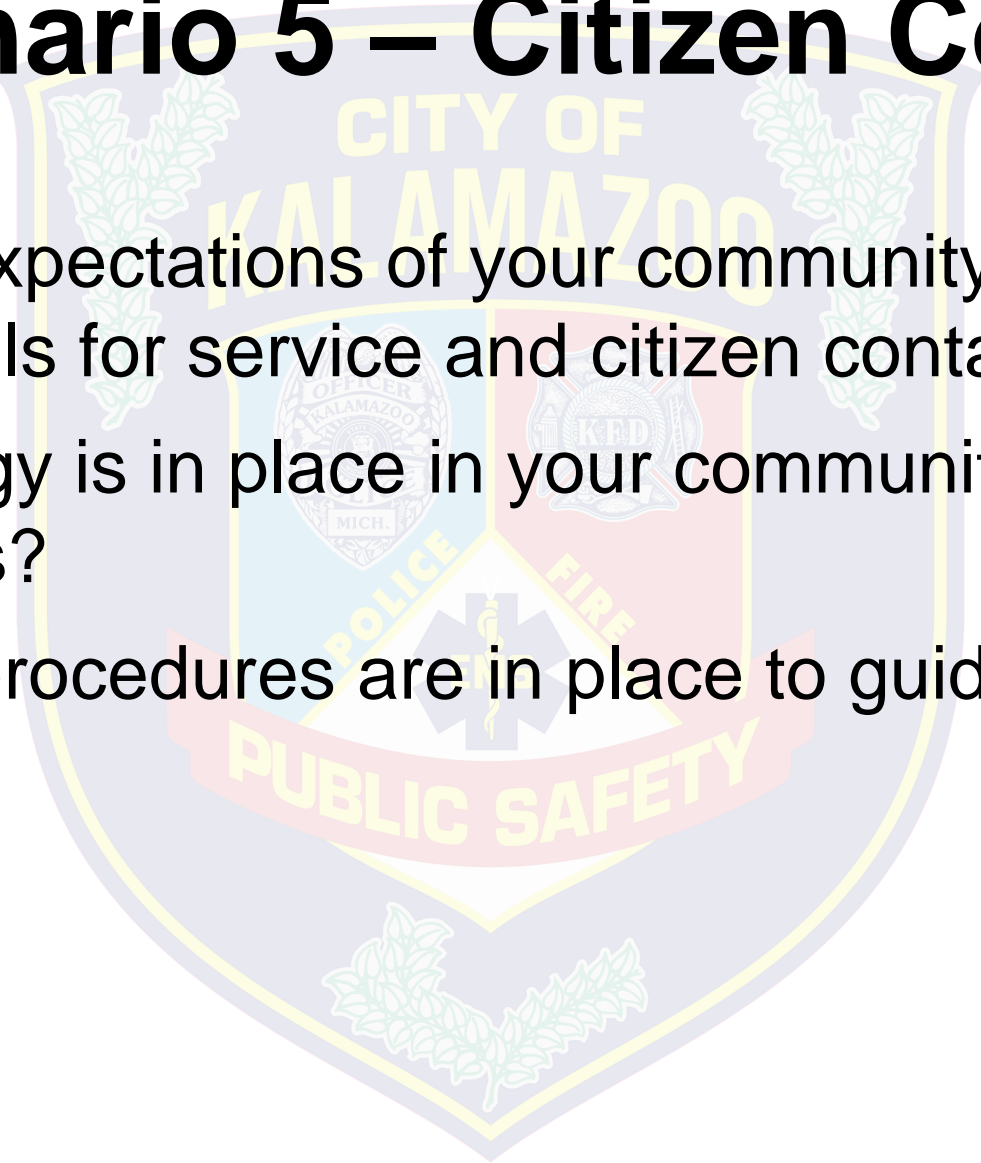 nario 5 – Citizen Co
CITY OF
KALAMAZOO
xpectations of your community
ls for service and citizen conta
OFFICER
KALAMAZOO
KFD
gy is in place in your communit
MICH.
s?
POLICE
FIRE
EMS
rocedures are in place to guid
PUBLIC SAFETY